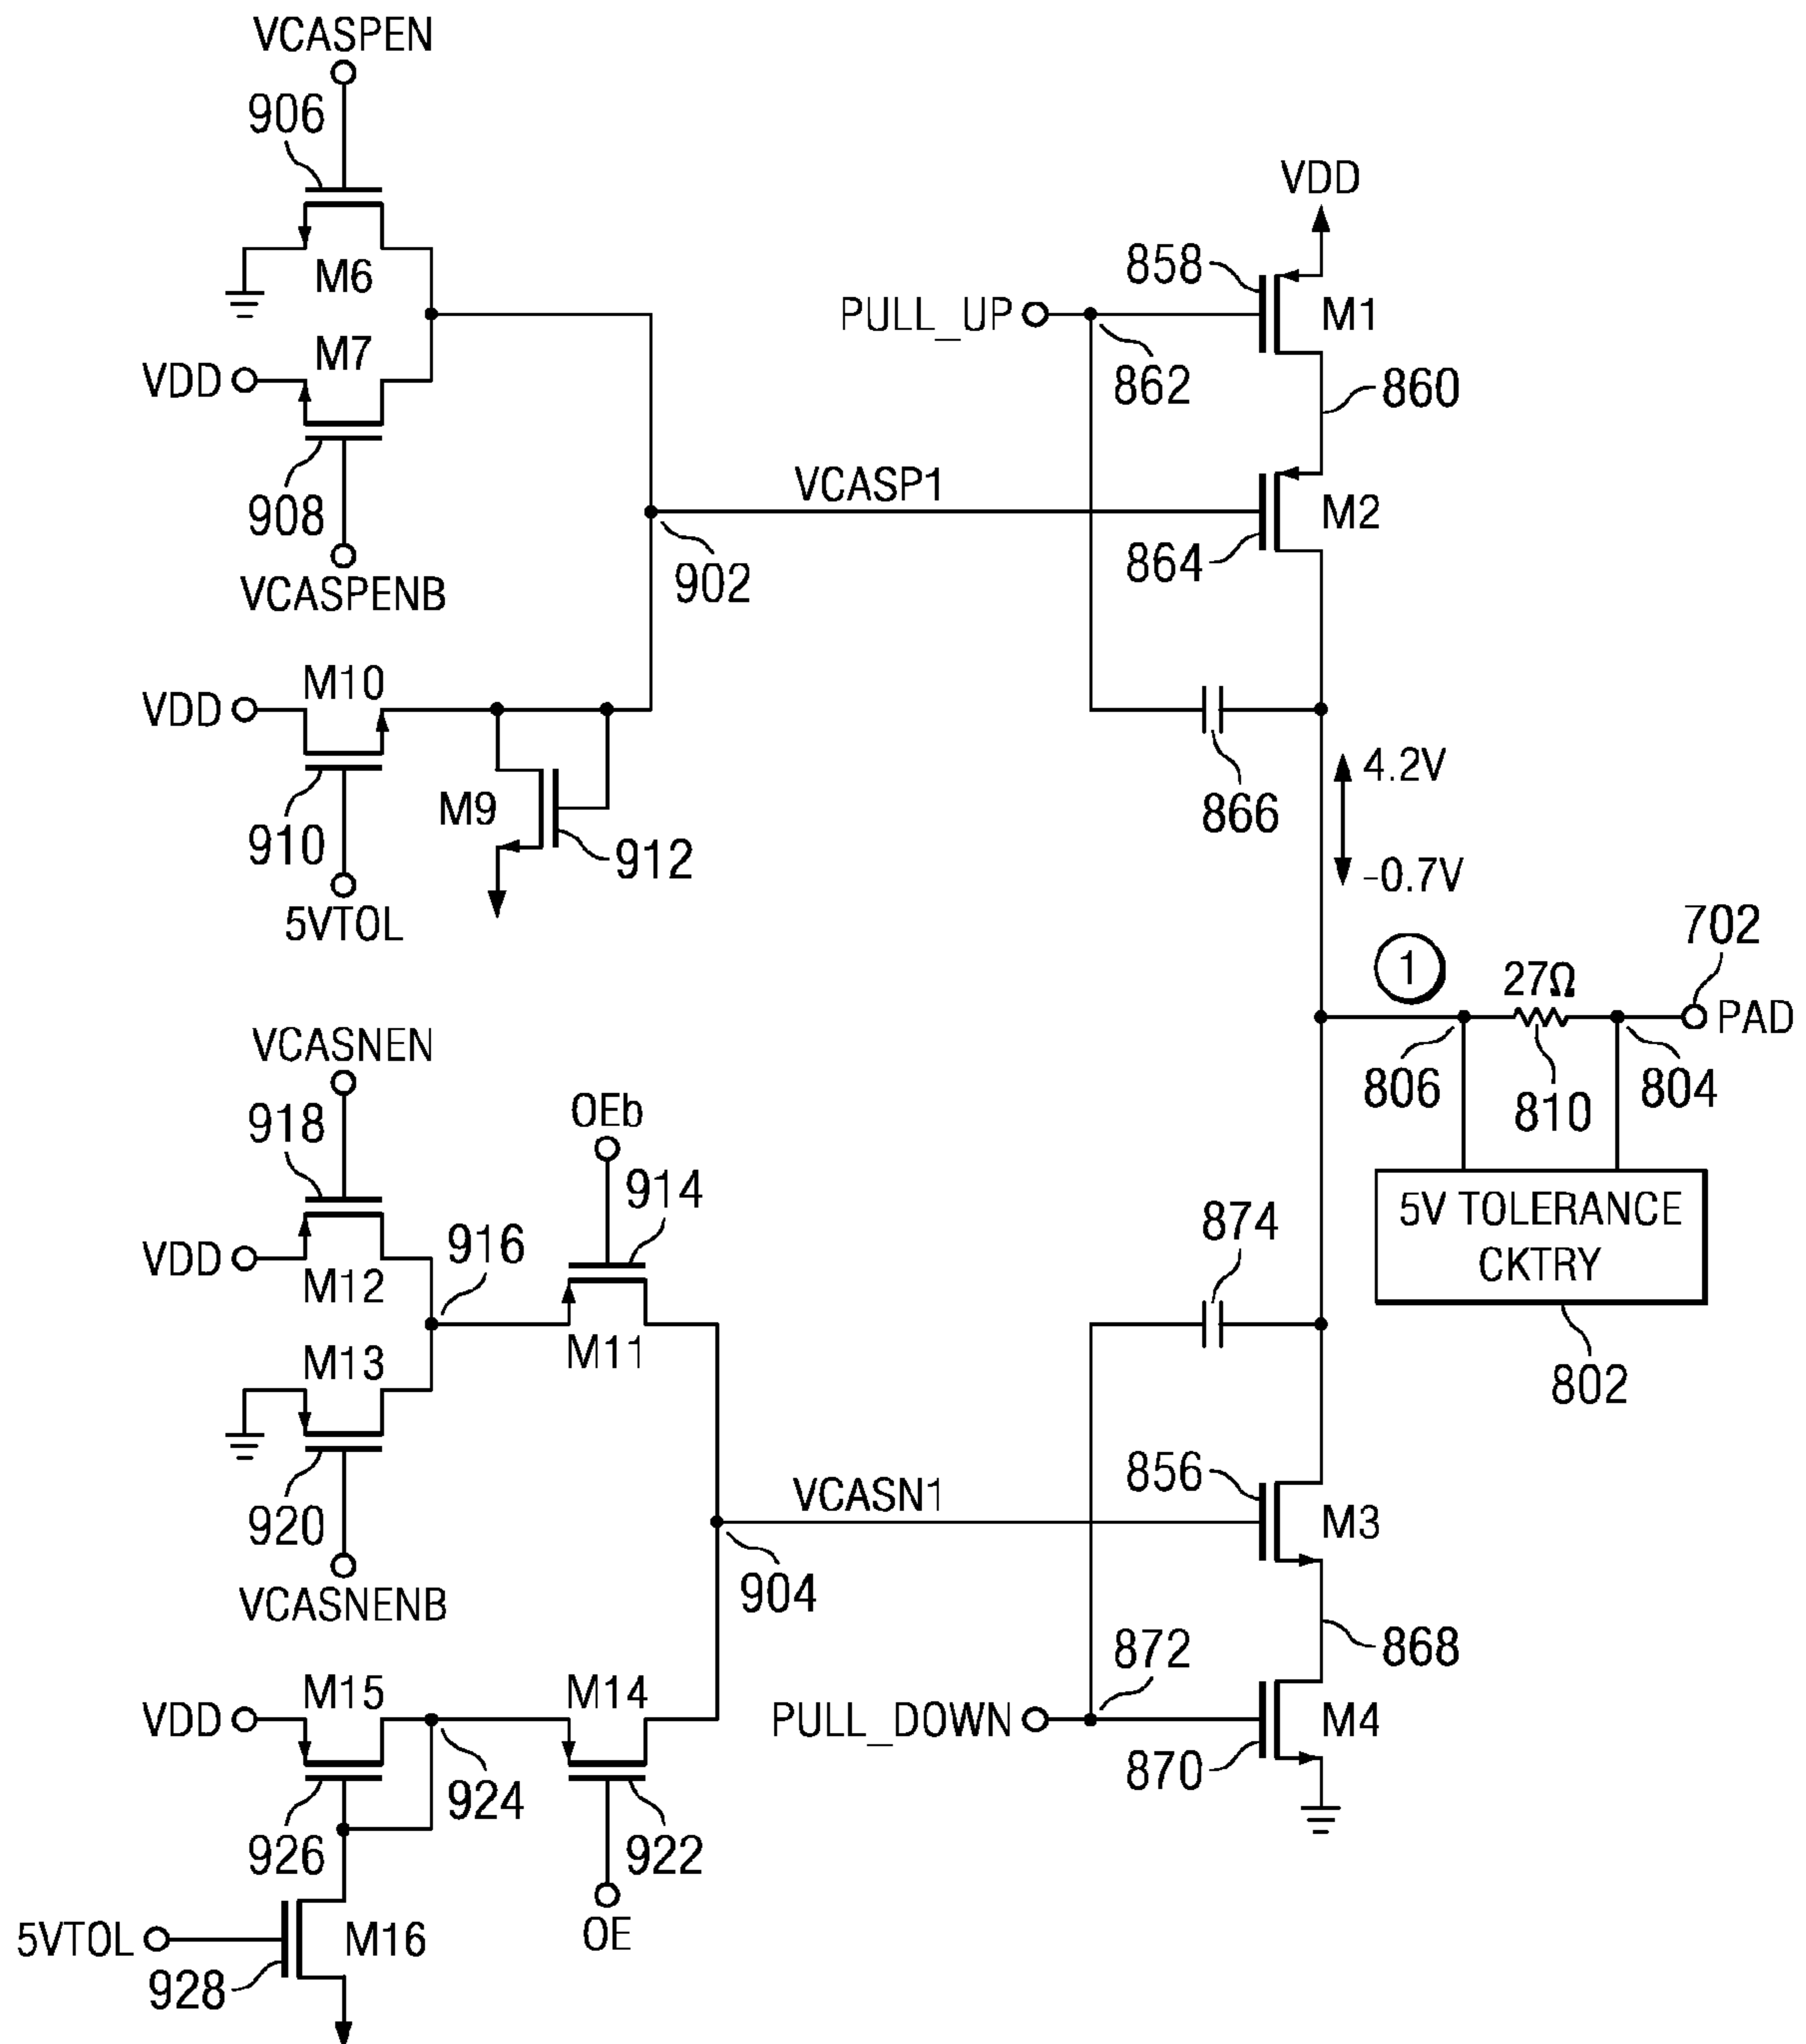 VCASPEN
906
VDD
M6
858
PULL_UP
M1
M7
VDD
862
860
908
VCASP1
M2
864
902
VCASPENB
M10
VDD
4.2V
M9
866
910
912
-0.7V
5VTOL
702
1
27Ω
PAD
VCASNEN
806
810
804
918
OEb
914
874
5V TOLERANCE
CKTRY
916
VDD
M12
M11
M13
802
856
VCASN1
M3
920
904
VCASNENB
872
868
M15
M14
VDD
PULL_DOWN
M4
924
870
926
922
5VTOL
M16
OE
928